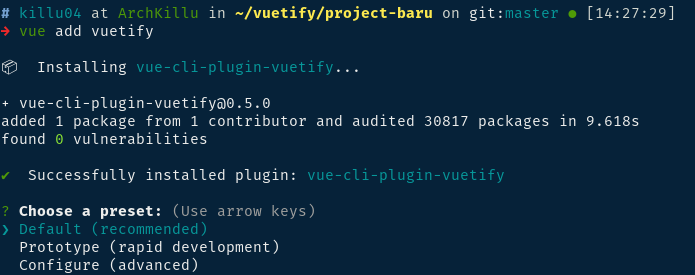 # killu04 at ArchKillu in ~/vuetify/project-baru on git:master ● [14:27:29]
➜ vue add vuetify
📦 Installing vue-cli-plugin-vuetify...
+ vue-cli-plugin-vuetify@0.5.0
added 1 package from 1 contributor and audited 30817 packages in 9.618s
found 0 vulnerabilities
✔ Successfully installed plugin: vue-cli-plugin-vuetify
? Choose a preset: (Use arrow keys)
❯ Default (recommended)
Prototype (rapid development)
Configure (advanced)